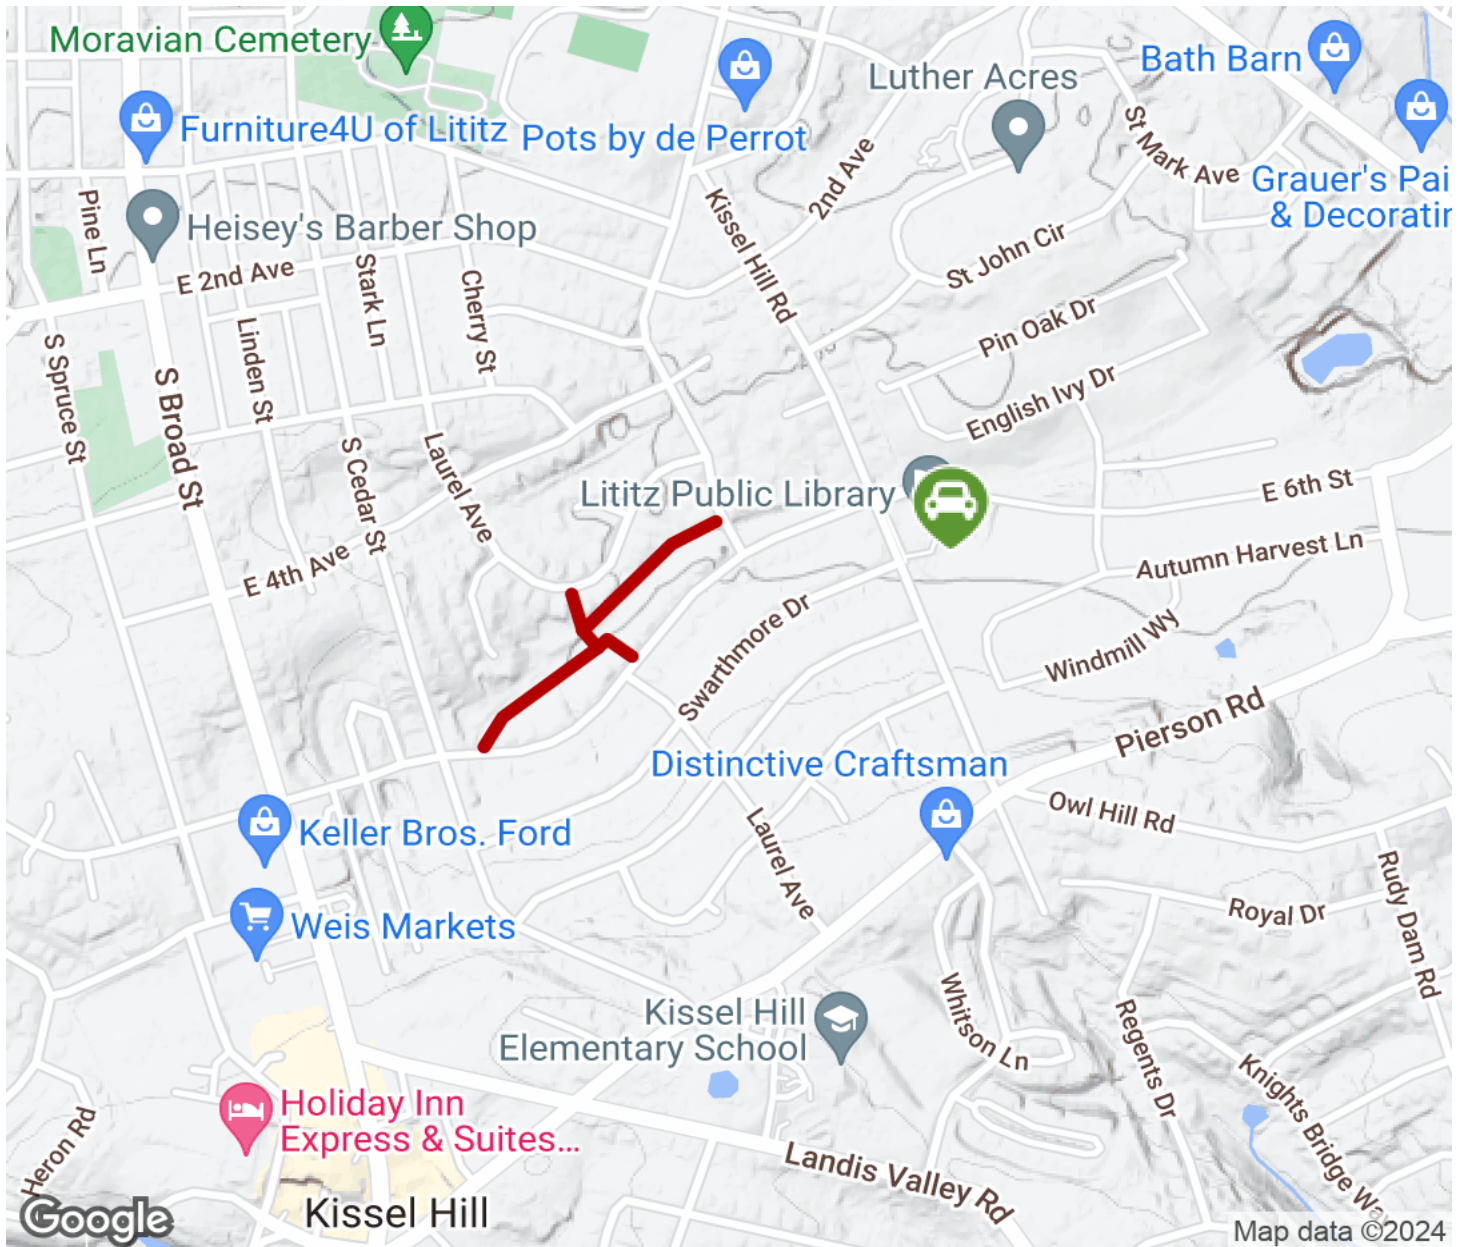 Moravian Cemetery
Bath Barn
Luther Acres
Furniture4U of Lititz
Pots by de Perrot
St Mark Ave
2nd Ave
Grauer's Pai
& Decoratin
Pine Ln
Kissel Hill Rd
Heisey's Barber Shop
St John Cir
E 2nd Ave
Stark Ln
Cherry St
Pin Oak Dr
Linden St
S Spruce St
S Broad St
English Ivy Dr
Laurel Ave
S Cedar St
Lititz Public Library
E 6th St
E 4th Ave
Autumn Harvest Ln
Swarthmore Dr
Windmill Wy
Pierson Rd
Distinctive Craftsman
Owl Hill Rd
Keller Bros. Ford
Laurel Ave
Rudy Dam Rd
Royal Dr
Weis Markets
Whitson Ln
Kissel Hill
Elementary School
Regents Dr
Knights Bridge Way
Holiday Inn
Express & Suites...
Heron Rd
Landis Valley Rd
Kissel Hill
Google
Map data ©2024